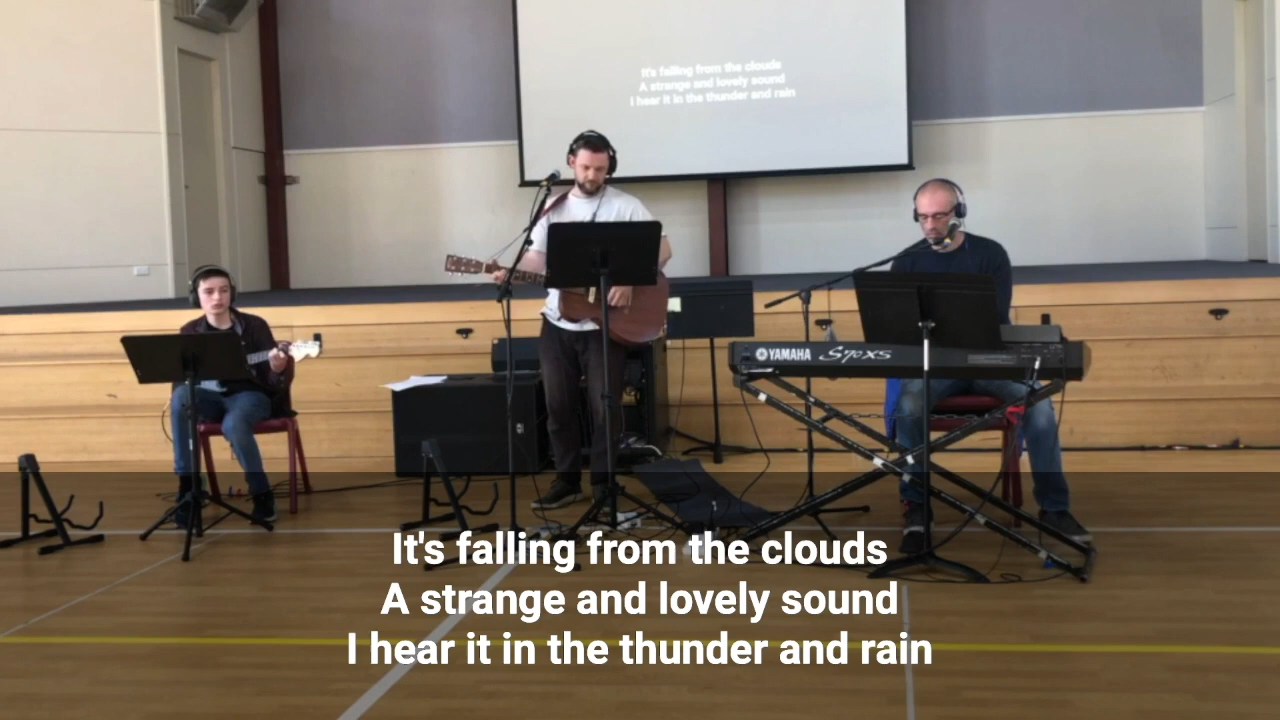 It's falling from the clouds
A strange and lovely sound
I hear it in the thunder and rain
YAMAHA S70XS
It's falling from the clouds
A strange and lovely sound
I hear it in the thunder and rain